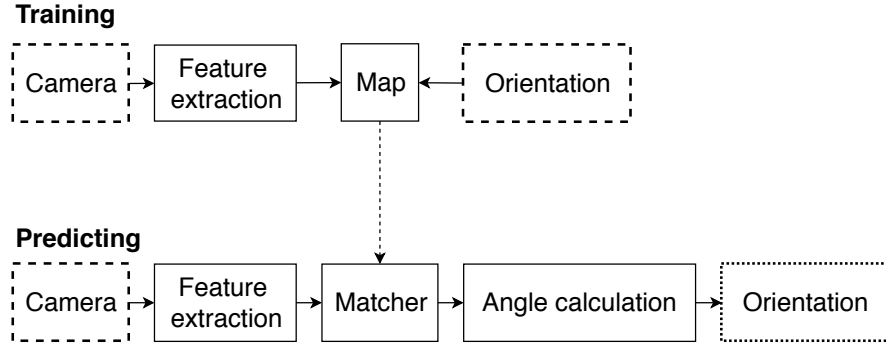 Training
Camera
Feature
extraction
Map
Orientation
Predicting
Camera
Feature
extraction
Matcher
Angle calculation
Orientation